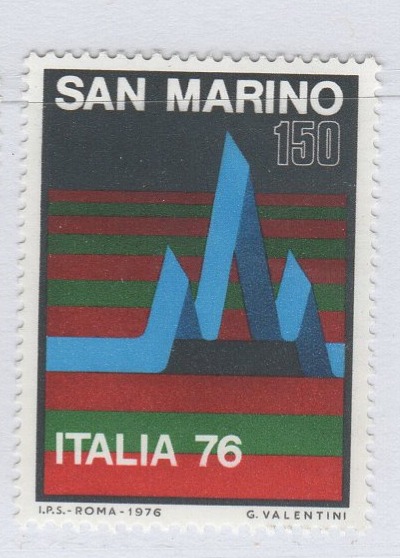 SAN MARINO
150
ITALIA 76
I.P.S.-ROMA-1976 G. VALENTINI